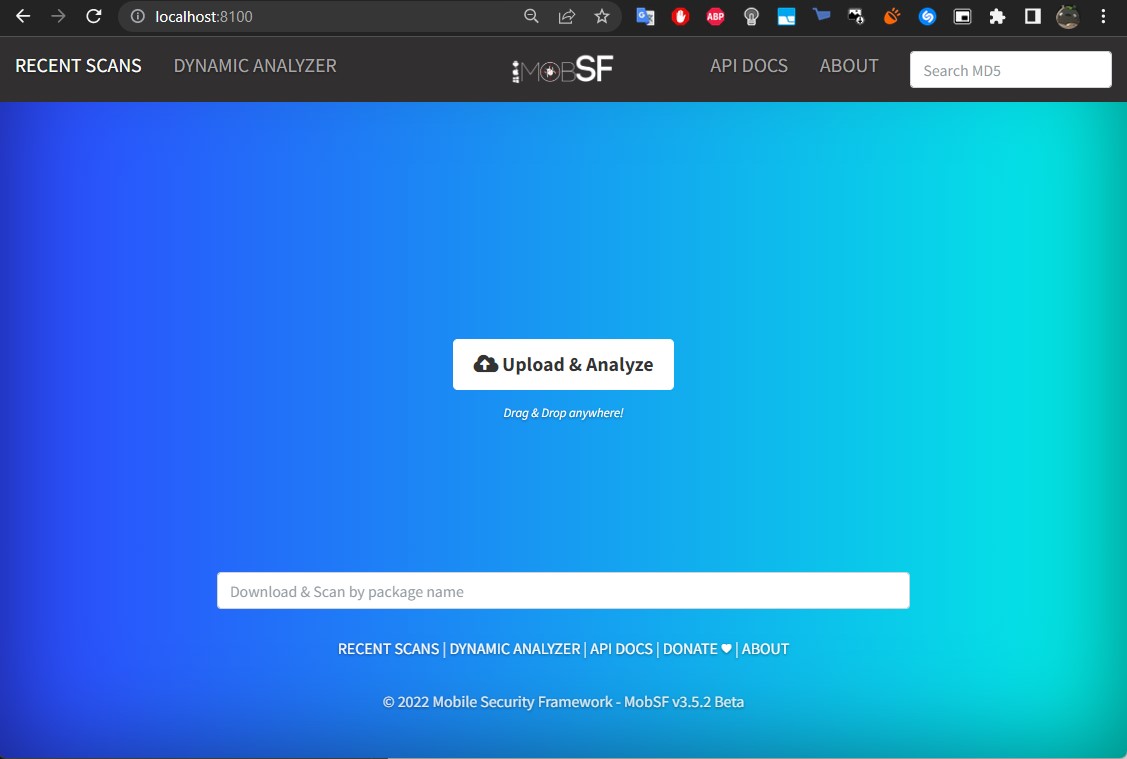 localhost:8100
RECENT SCANS DYNAMIC ANALYZER MOBSF API DOCS ABOUT Search MD5
Upload & Analyze
Drag & Drop anywhere!
Download & Scan by package name
RECENT SCANS | DYNAMIC ANALYZER | API DOCS | DONATE ♥ | ABOUT
© 2022 Mobile Security Framework - MobSF v3.5.2 Beta